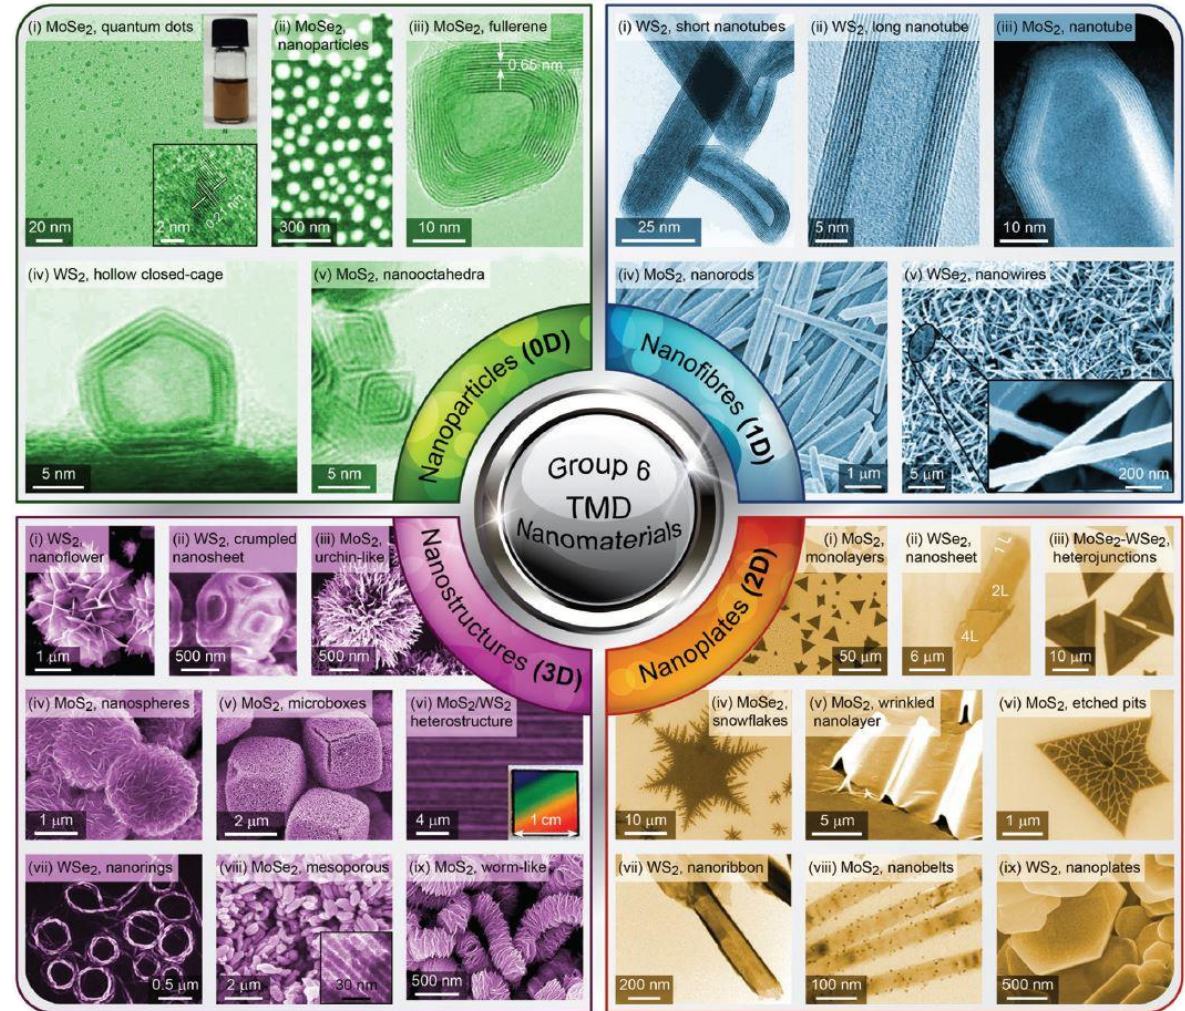 (i) MoSe2, quantum dots
20 nm
2 nm
0.21 nm
(ii) MoSe2,
nanoparticles
300 nm
(iii) MoSe2, fullerene
0.65 nm
10 nm
(iv) WS2, hollow closed-cage
5 nm
(v) MoS2, nanooctahedra
5 nm
Nanoparticles (0D)
(i) WS2, short nanotubes
25 nm
(ii) WS2, long nanotube
5 nm
(iii) MoS2, nanotube
10 nm
(iv) MoS2, nanorods
1 μm
(v) WSe2, nanowires
5 μm
200 nm
Nanofibres (1D)
Group 6
TMD
Nanomaterials
(i) WS2,
nanoflower
1 μm
(ii) WS2, crumpled
nanosheet
500 nm
(iii) MoS2,
urchin-like
500 nm
Nanostructures (3D)
(iv) MoS2, nanospheres
1 μm
(v) MoS2, microboxes
2 μm
(vi) MoS2/WS2
heterostructure
4 μm
1 cm
(vii) WSe2, nanorings
0.5 μm
(viii) MoSe2, mesoporous
2 μm
30 nm
(ix) MoS2, worm-like
500 nm
Nanoplates (2D)
(i) MoS2,
monolayers
50 μm
(ii) WSe2,
nanosheet
1L
2L
4L
6 μm
(iii) MoSe2-WSe2,
heterojunctions
10 μm
(iv) MoSe2,
snowflakes
10 μm
(v) MoS2, wrinkled
nanolayer
5 μm
(vi) MoS2, etched pits
1 μm
(vii) WS2, nanoribbon
200 nm
(viii) MoS2, nanobelts
100 nm
(ix) WS2, nanoplates
500 nm